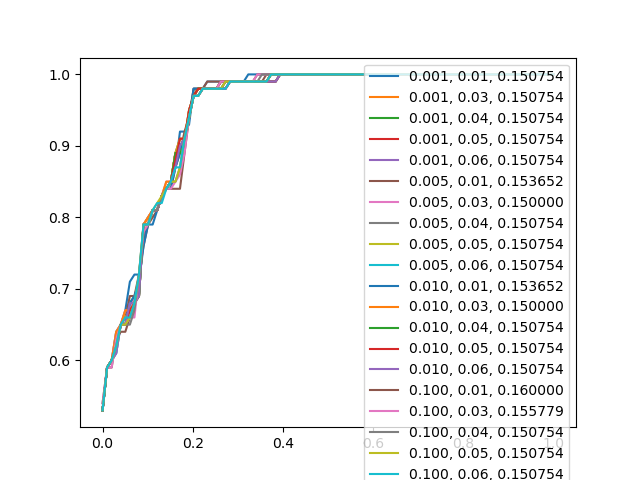 1.0
0.9
0.8
0.7
0.6
0.0
0.2
0.4
0.6
0.8
1.0
0.001, 0.01, 0.150754
0.001, 0.03, 0.150754
0.001, 0.04, 0.150754
0.001, 0.05, 0.150754
0.001, 0.06, 0.150754
0.005, 0.01, 0.153652
0.005, 0.03, 0.150000
0.005, 0.04, 0.150754
0.005, 0.05, 0.150754
0.005, 0.06, 0.150754
0.010, 0.01, 0.153652
0.010, 0.03, 0.150000
0.010, 0.04, 0.150754
0.010, 0.05, 0.150754
0.010, 0.06, 0.150754
0.100, 0.01, 0.160000
0.100, 0.03, 0.155779
0.100, 0.04, 0.150754
0.100, 0.05, 0.150754
0.100, 0.06, 0.150754